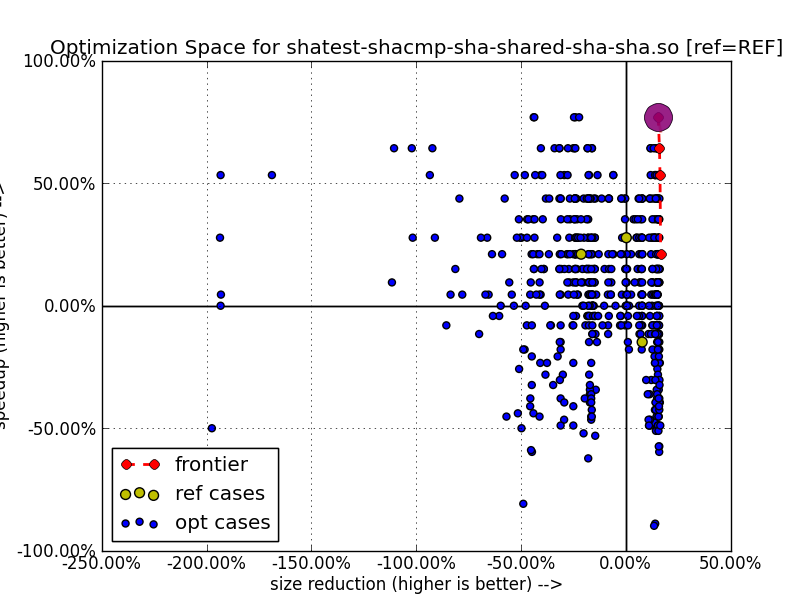 Optimization Space for shatest-shacmp-sha-shared-sha-sha.so [ref=REF]
100.00%
50.00%
0.00%
-50.00%
-100.00%
speedup (higher is better) -->
frontier
ref cases
opt cases
-250.00% -200.00% -150.00% -100.00% -50.00% 0.00% 50.00%
size reduction (higher is better) -->